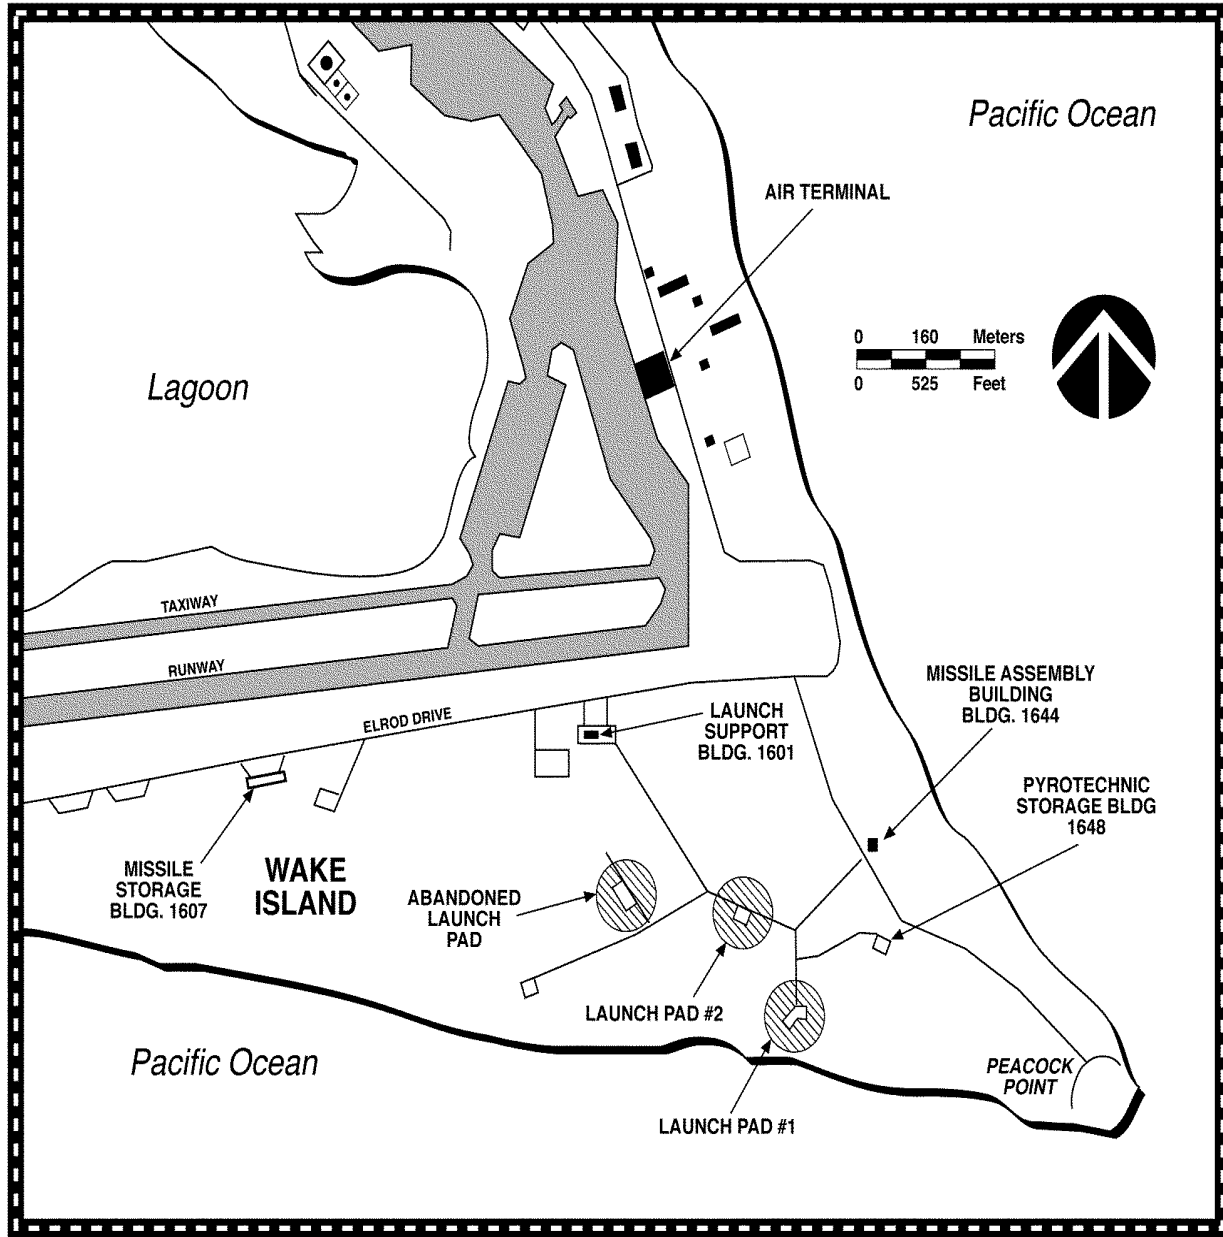 Pacific Ocean
AIR TERMINAL
0 160 Meters
0 525 Feet
Lagoon
TAXIWAY
RUNWAY
ELROD DRIVE
LAUNCH
SUPPORT
BLDG. 1601
MISSILE ASSEMBLY
BUILDING
BLDG. 1644
PYROTECHNIC
STORAGE BLDG
1648
MISSILE
STORAGE
BLDG. 1607
WAKE
ISLAND
ABANDONED
LAUNCH
PAD
LAUNCH PAD #2
Pacific Ocean
PEACOCK
POINT
LAUNCH PAD #1